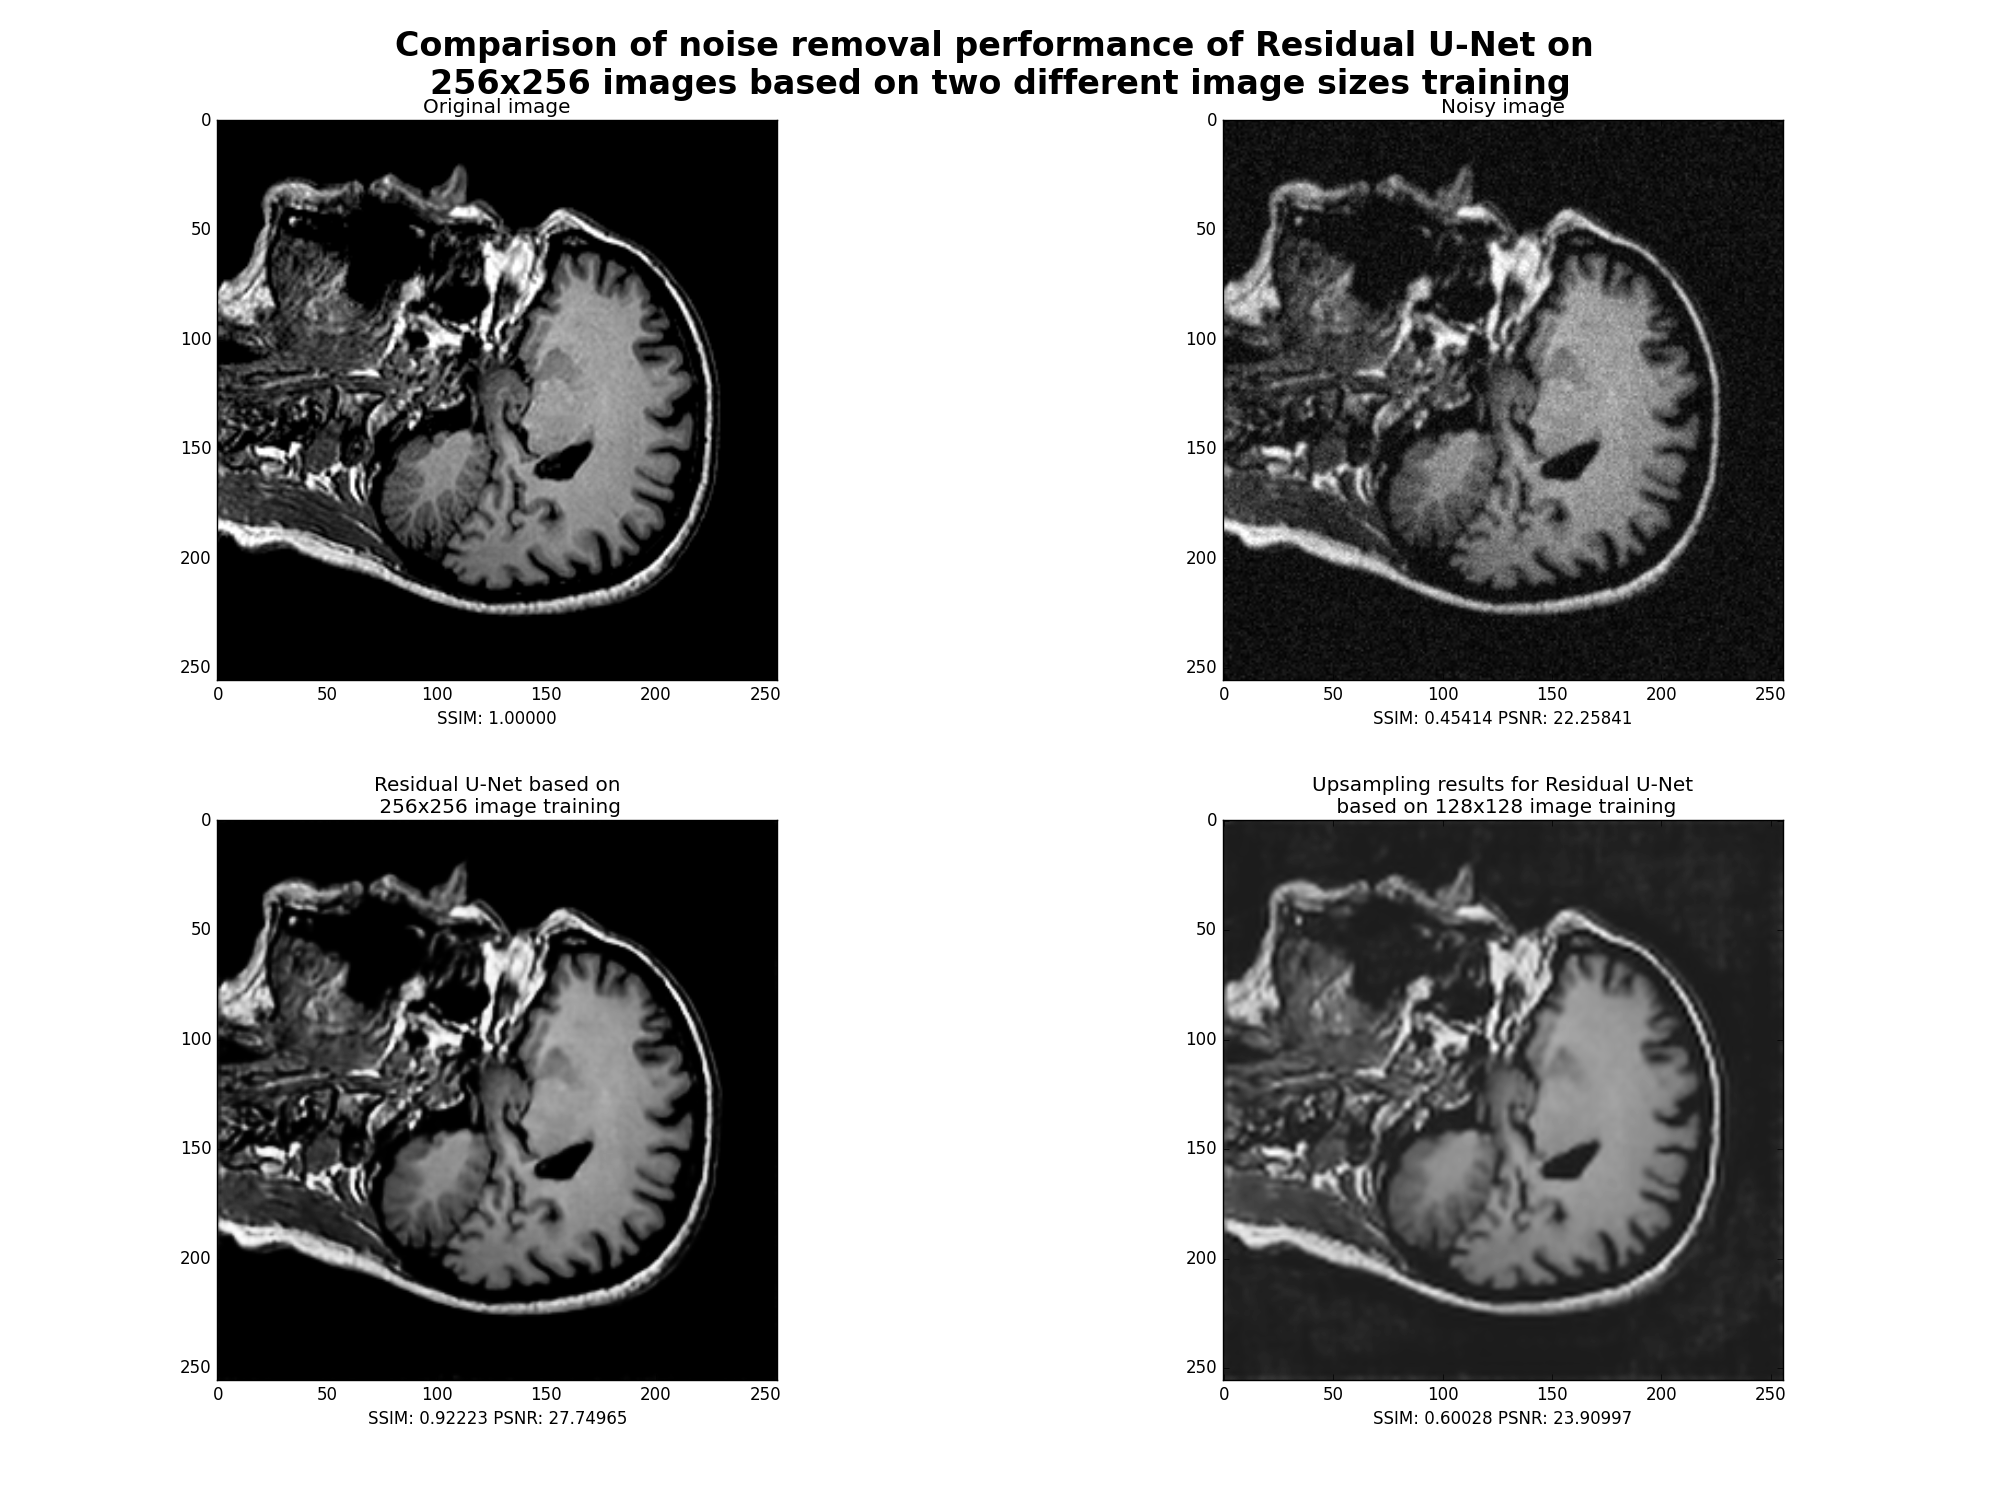 Comparison of noise removal performance of Residual U-Net on
256x256 images based on two different image sizes training
Original image
0
50
100
150
200
250
0 50 100 150 200 250
SSIM: 1.00000
Noisy image
0
50
100
150
200
250
0 50 100 150 200 250
SSIM: 0.45414 PSNR: 22.25841
Residual U-Net based on
256x256 image training
0
50
100
150
200
250
0 50 100 150 200 250
SSIM: 0.92223 PSNR: 27.74965
Upsampling results for Residual U-Net
based on 128x128 image training
0
50
100
150
200
250
0 50 100 150 200 250
SSIM: 0.60028 PSNR: 23.90997